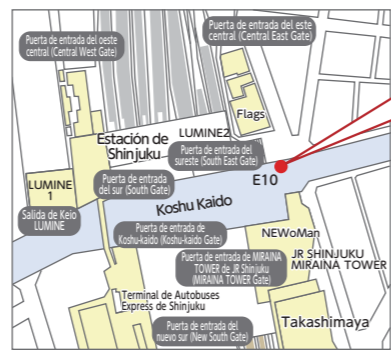 Puerta de entrada del oeste
central (Central West Gate)
Puerta de entrada del este
central (Central East Gate)
Flags
Estación de
Shinjuku
LUMINE2
Puerta de entrada del
sureste (South East Gate)
E10
LUMINE
1
Puerta de entrada
del sur (South Gate)
Salida de Keio
LUMINE
Koshu Kaido
Puerta de entrada de
Koshu-kaido (Koshu-kaido Gate)
NEWoMan
Puerta de entrada de MIRAINA
TOWER de JR Shinjuku
(MIRAINA TOWER Gate)
JR SHINJUKU
MIRAINA TOWER
Terminal de Autobuses
Express de Shinjuku
Puerta de entrada del
nuevo sur (New South Gate)
Takashimaya